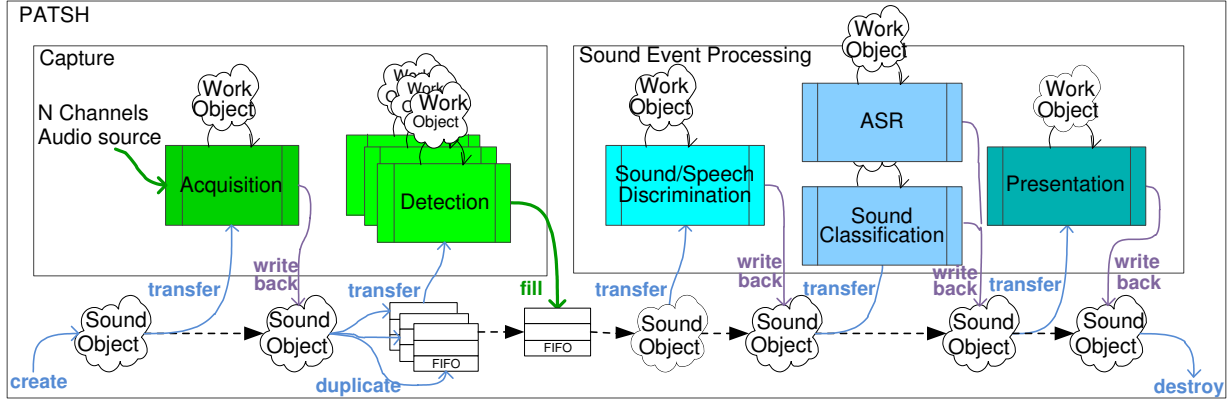 PATSH
Capture
Work
Object
N Channels
Audio source
Acquisition
Work
Work
Work
Object
Detection
Sound Event Processing
Work
Object
Sound/Speech
Discrimination
Work
Object
ASR
Sound
Classification
Work
Object
Presentation
transfer
write
back
transfer
fill
transfer
write
back
transfer
write
back
transfer
write
back
create
Sound
Object
Sound
Object
duplicate
FIFO
FIFO
Sound
Object
Sound
Object
Sound
Object
Sound
Object
destroy